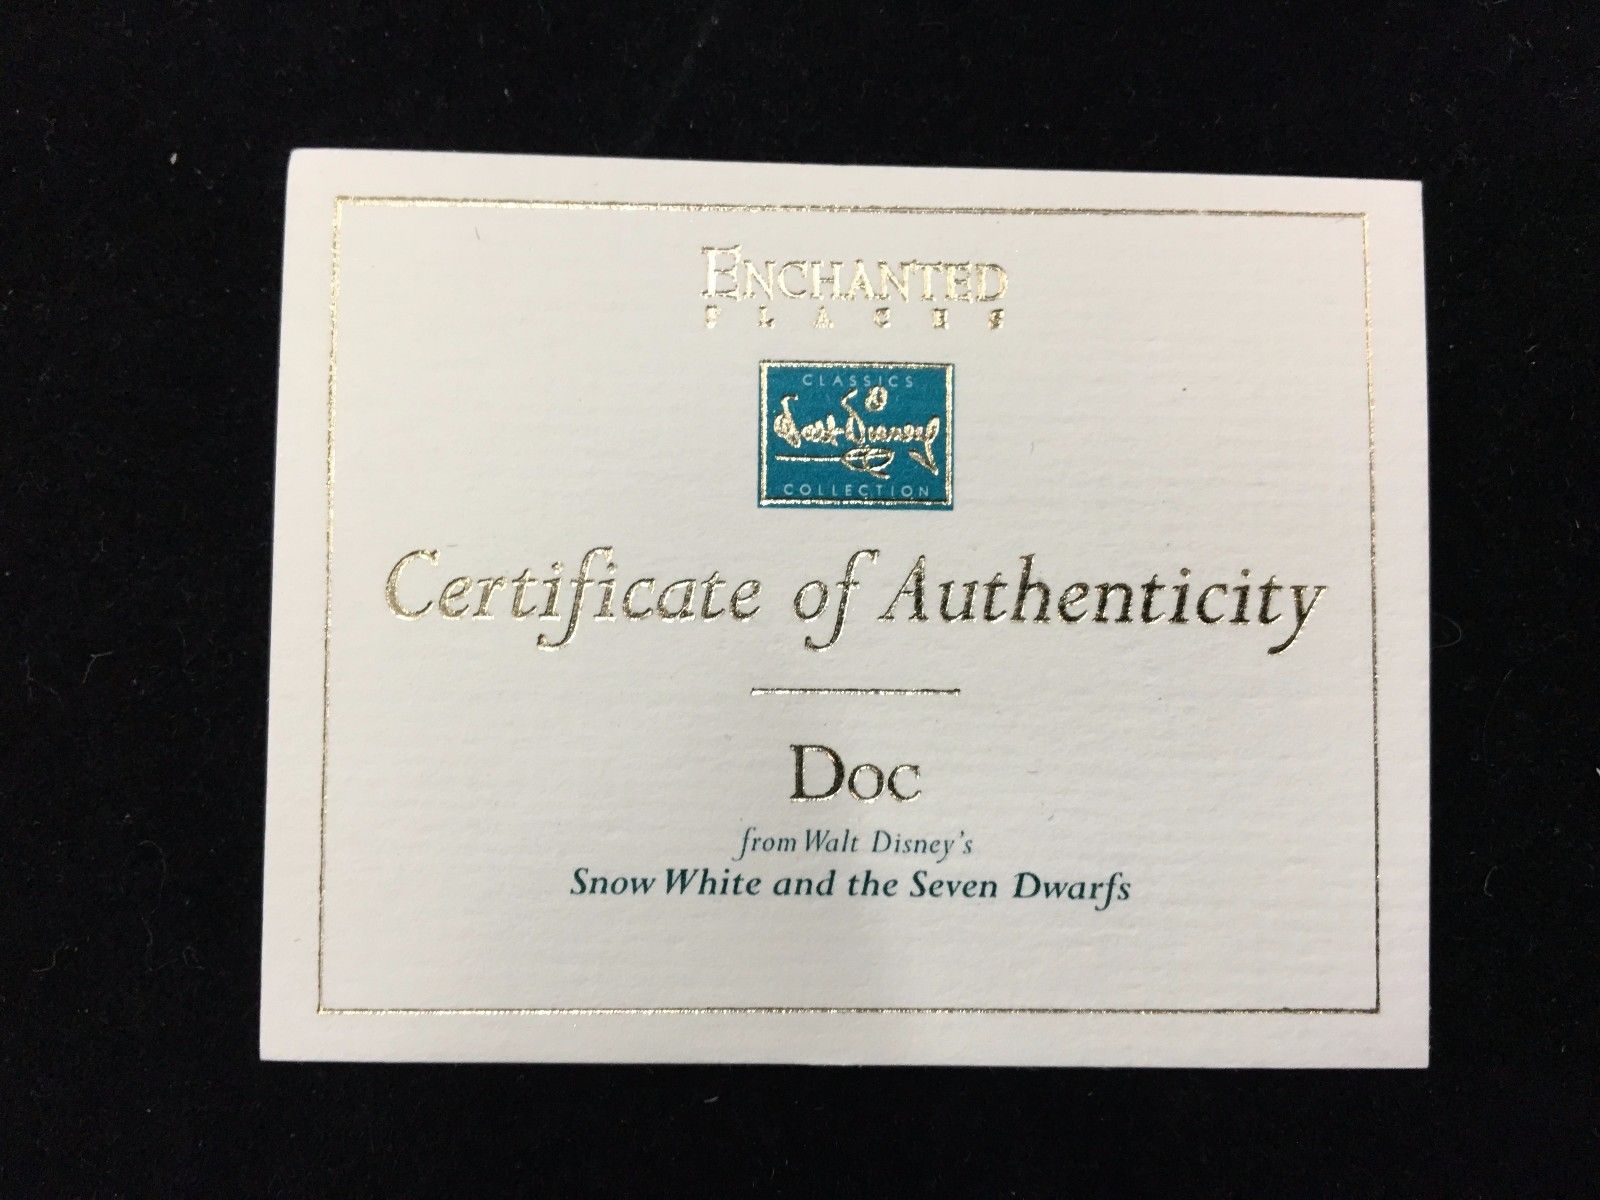 ENCHANTED
PLACES
CLASSICS
Walt Disney
COLLECTION
Certificate of Authenticity
DOC
from Walt Disney's
Snow White and the Seven Dwarfs